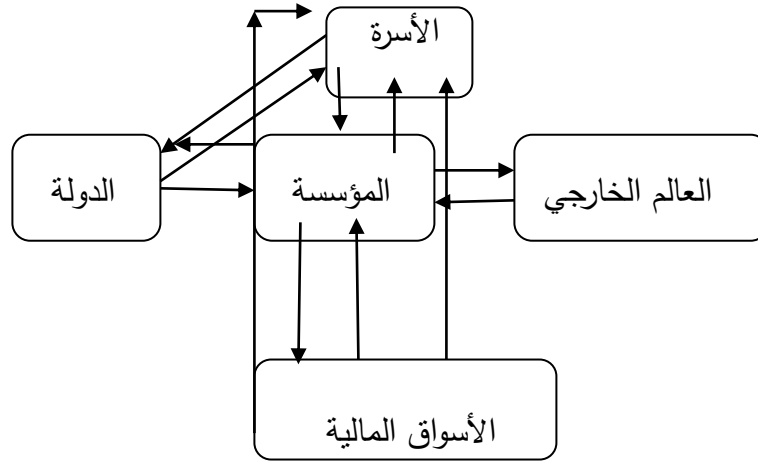 الأسرة
العالم الخارجي
المؤسسة
الدولة
الأسواق المالية